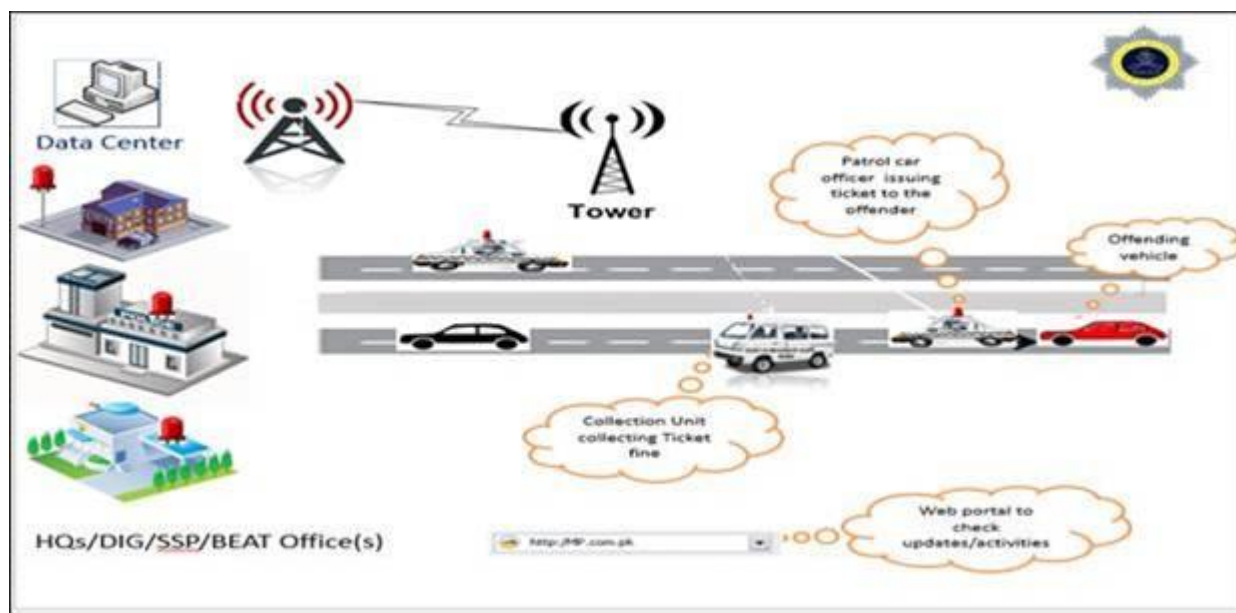 Data Center
Tower
Patrol car
officer issuing
ticket to the
offender
Offending
vehicle
Collection Unit
collecting Ticket
fine
HQs/DIG/SSP/BEAT Office(s)
http://MP.com.pk
Web portal to
check
updates/activities